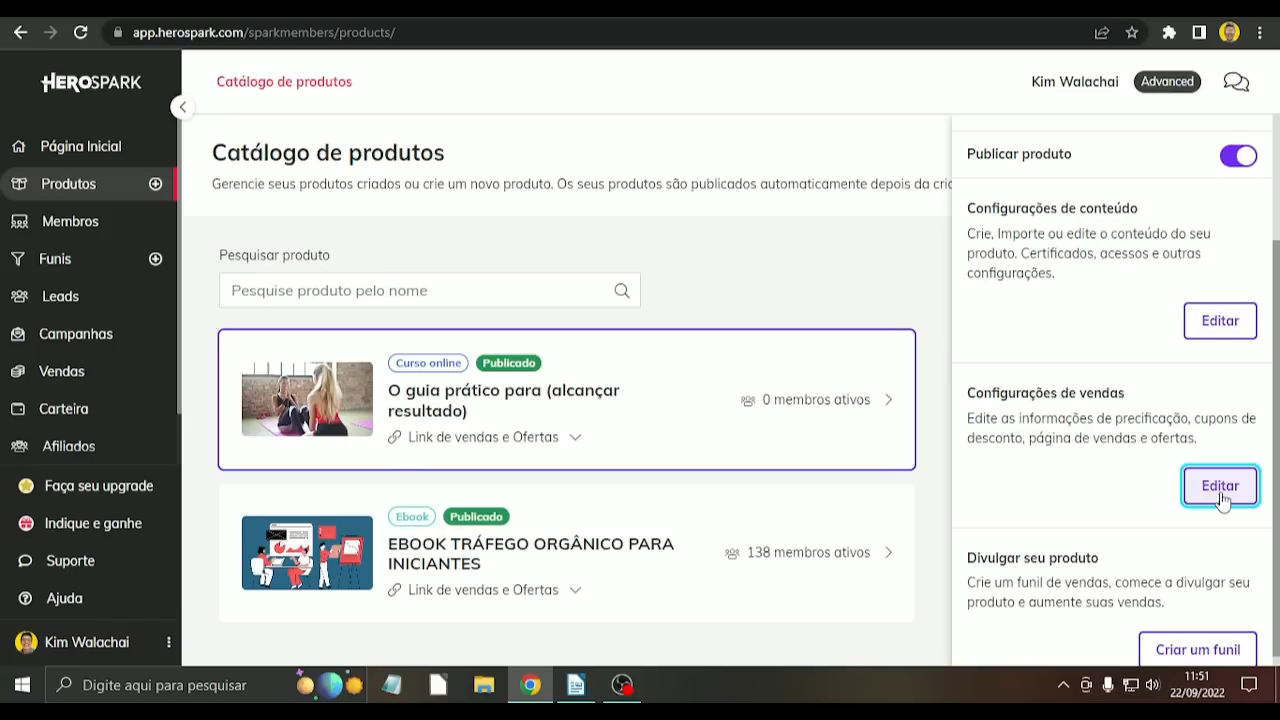 app.herospark.com/sparkmembers/products/
HEROSPARK
Catálogo de produtos
Kim Walachai
Advanced
Página Inicial
Produtos
Membros
Funis
Leads
Campanhas
Vendas
Carteira
Afiliados
Faça seu upgrade
Indique e ganhe
Suporte
Ajuda
Kim Walachai
Catálogo de produtos
Gerencie seus produtos criados ou crie um novo produto. Os seus produtos são publicados automaticamente depois da cria
Pesquisar produto
Pesquise produto pelo nome
Curso online
Publicado
O guia prático para (alcançar
resultado)
Link de vendas e Ofertas
0 membros ativos
Ebook
Publicado
EBOOK TRÁFEGO ORGÂNICO PARA
INICIANTES
Link de vendas e Ofertas
138 membros ativos
Publicar produto
Configurações de conteúdo
Crie, Importe ou edite o conteúdo do seu
produto. Certificados, acessos e outras
configurações.
Editar
Configurações de vendas
Edite as informações de precificação, cupons de
desconto, página de vendas e ofertas.
Editar
Divulgar seu produto
Crie um funil de vendas, comece a divulgar seu
produto e aumente suas vendas.
Criar um funil
Digite aqui para pesquisar
11:51
22/09/2022